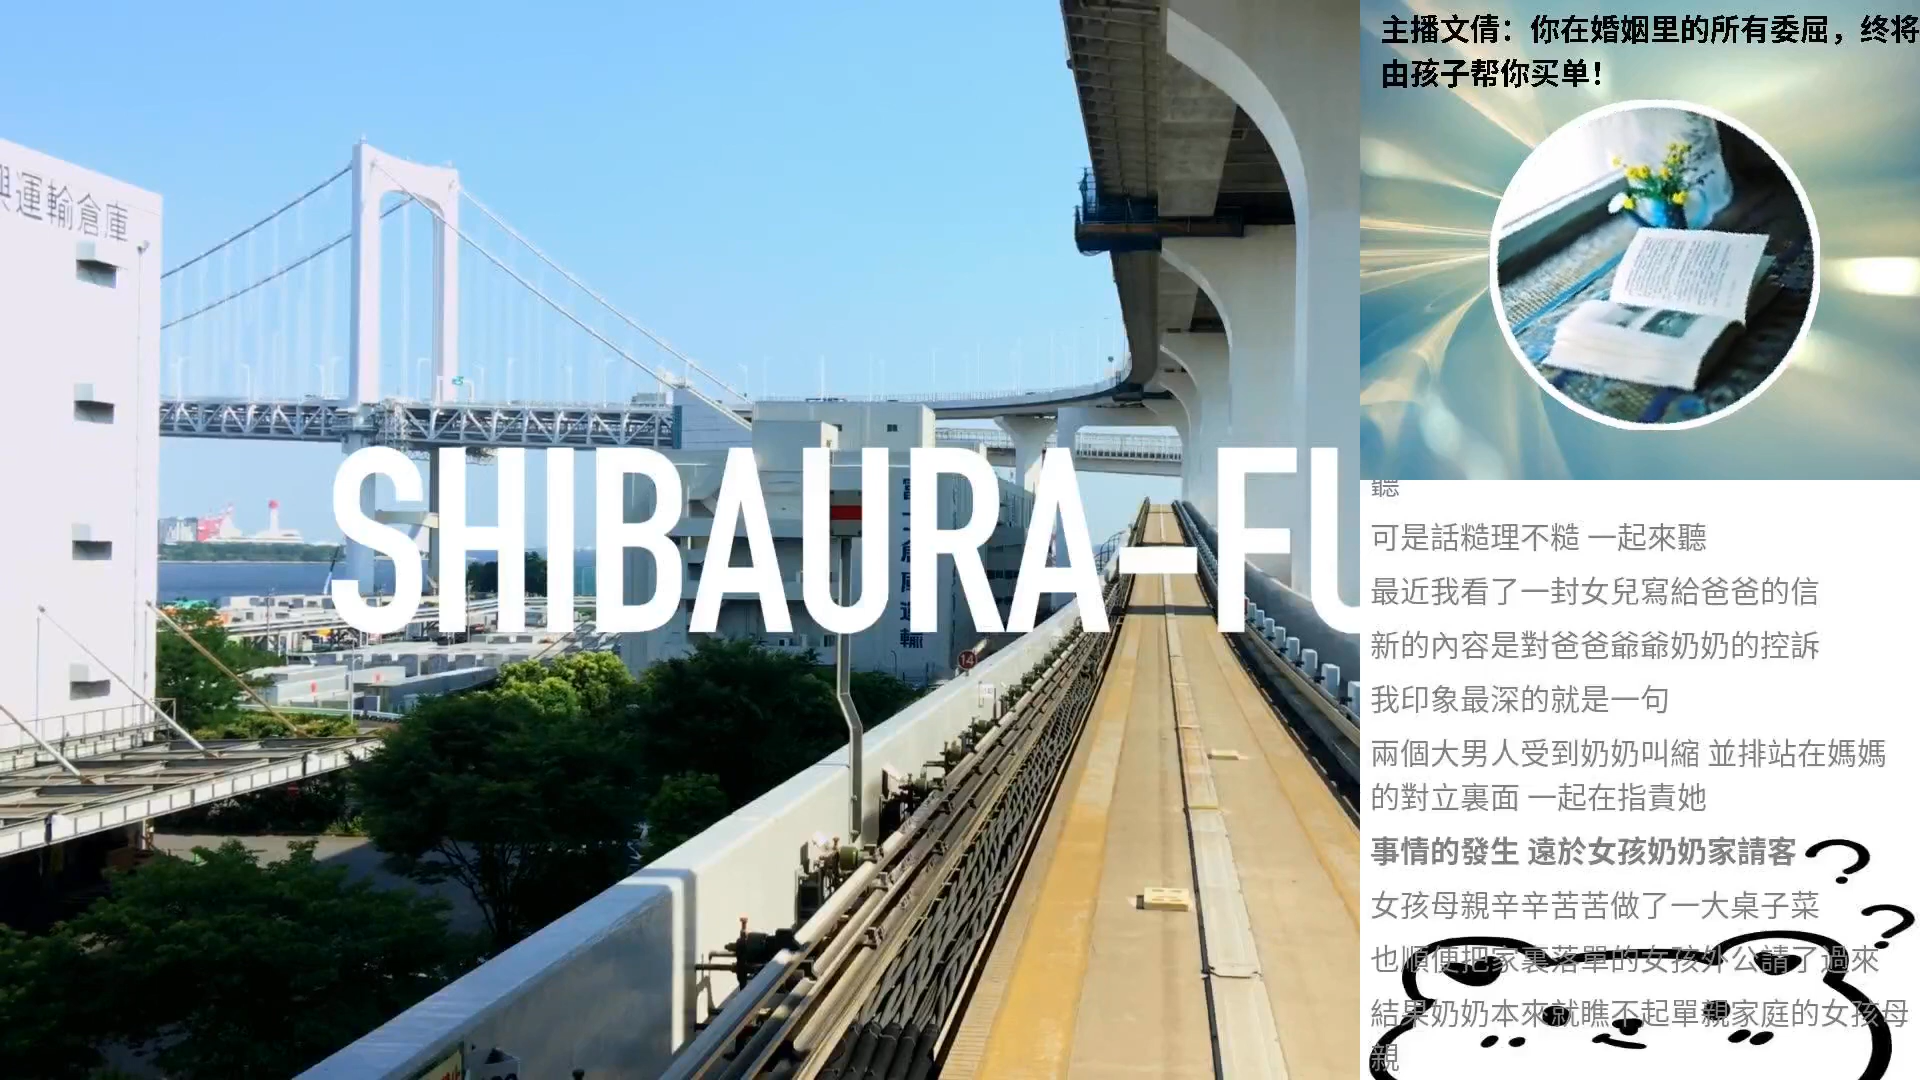 運輸倉庫
SHIBAURA-FU
14
主播文倩：你在婚姻里的所有委屈，终将
由孩子帮你买单！
聽
可是話糙理不糙 一起來聽
最近我看了一封女兒寫給爸爸的信
新的內容是對爸爸爺爺奶奶的控訴
我印象最深的就是一句
兩個大男人受到奶奶叫縮 並排站在媽媽
的對立裏面 一起在指責她
事情的發生 遠於女孩奶奶家請客
女孩母親辛辛苦苦做了一大桌子菜
也順便把家裏落單的女孩外公請了過來
結果奶奶本來就瞧不起單親家庭的女孩母
親